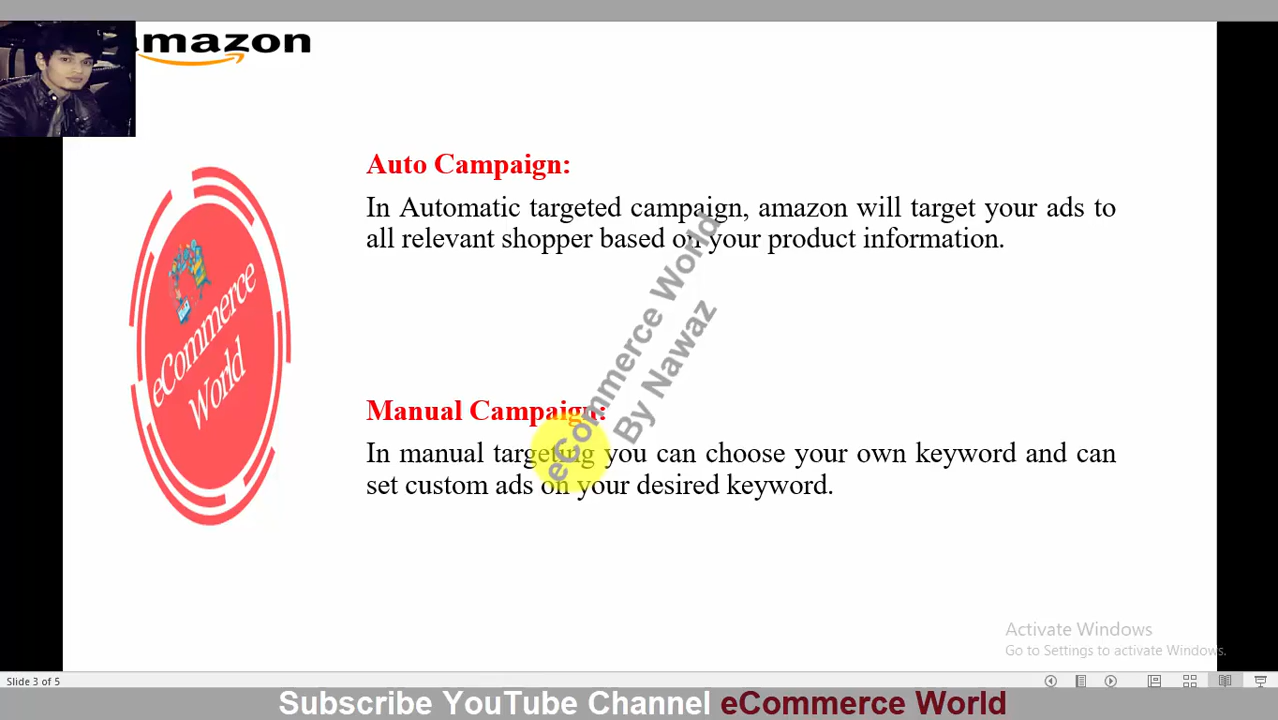 amazon
Auto Campaign:
In Automatic targeted campaign, amazon will target your ads to
all relevant shopper based on your product information.
eCommerce World
By Nawaz
eCommerce
World
Manual Campaign:
In manual targeting you can choose your own keyword and can
set custom ads on your desired keyword.
Activate Windows
Go to Settings to activate Windows.
Slide 3 of 5
Subscribe YouTube Channel eCommerce World